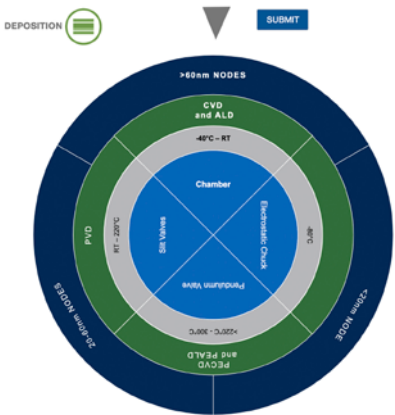 DEPOSITION
SUBMIT
>60nm NODES
CVD
and ALD
-40°C – RT
Chamber
Electrostatic Chuck
-80°C
<20nm NODE
Pendulumn Valve
>220°C - 300°C
PECVD
and PEALD
Slit Valves
RT – 220°C
PVD
20-60nm NODES